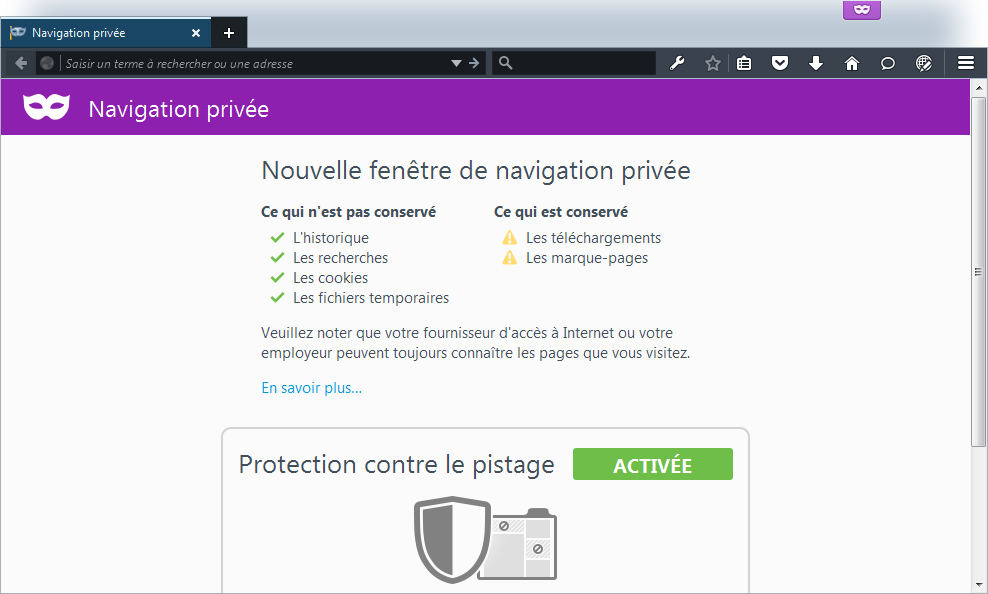 Navigation privée
Saisir un terme à rechercher ou une adresse
Navigation privée
Nouvelle fenêtre de navigation privée
Ce qui n'est pas conservé
L'historique
Les recherches
Les cookies
Les fichiers temporaires
Ce qui est conservé
Les téléchargements
Les marque-pages
Veuillez noter que votre fournisseur d'accès à Internet ou votre
employeur peuvent toujours connaître les pages que vous visitez.
En savoir plus...
Protection contre le pistage
ACTIVÉE